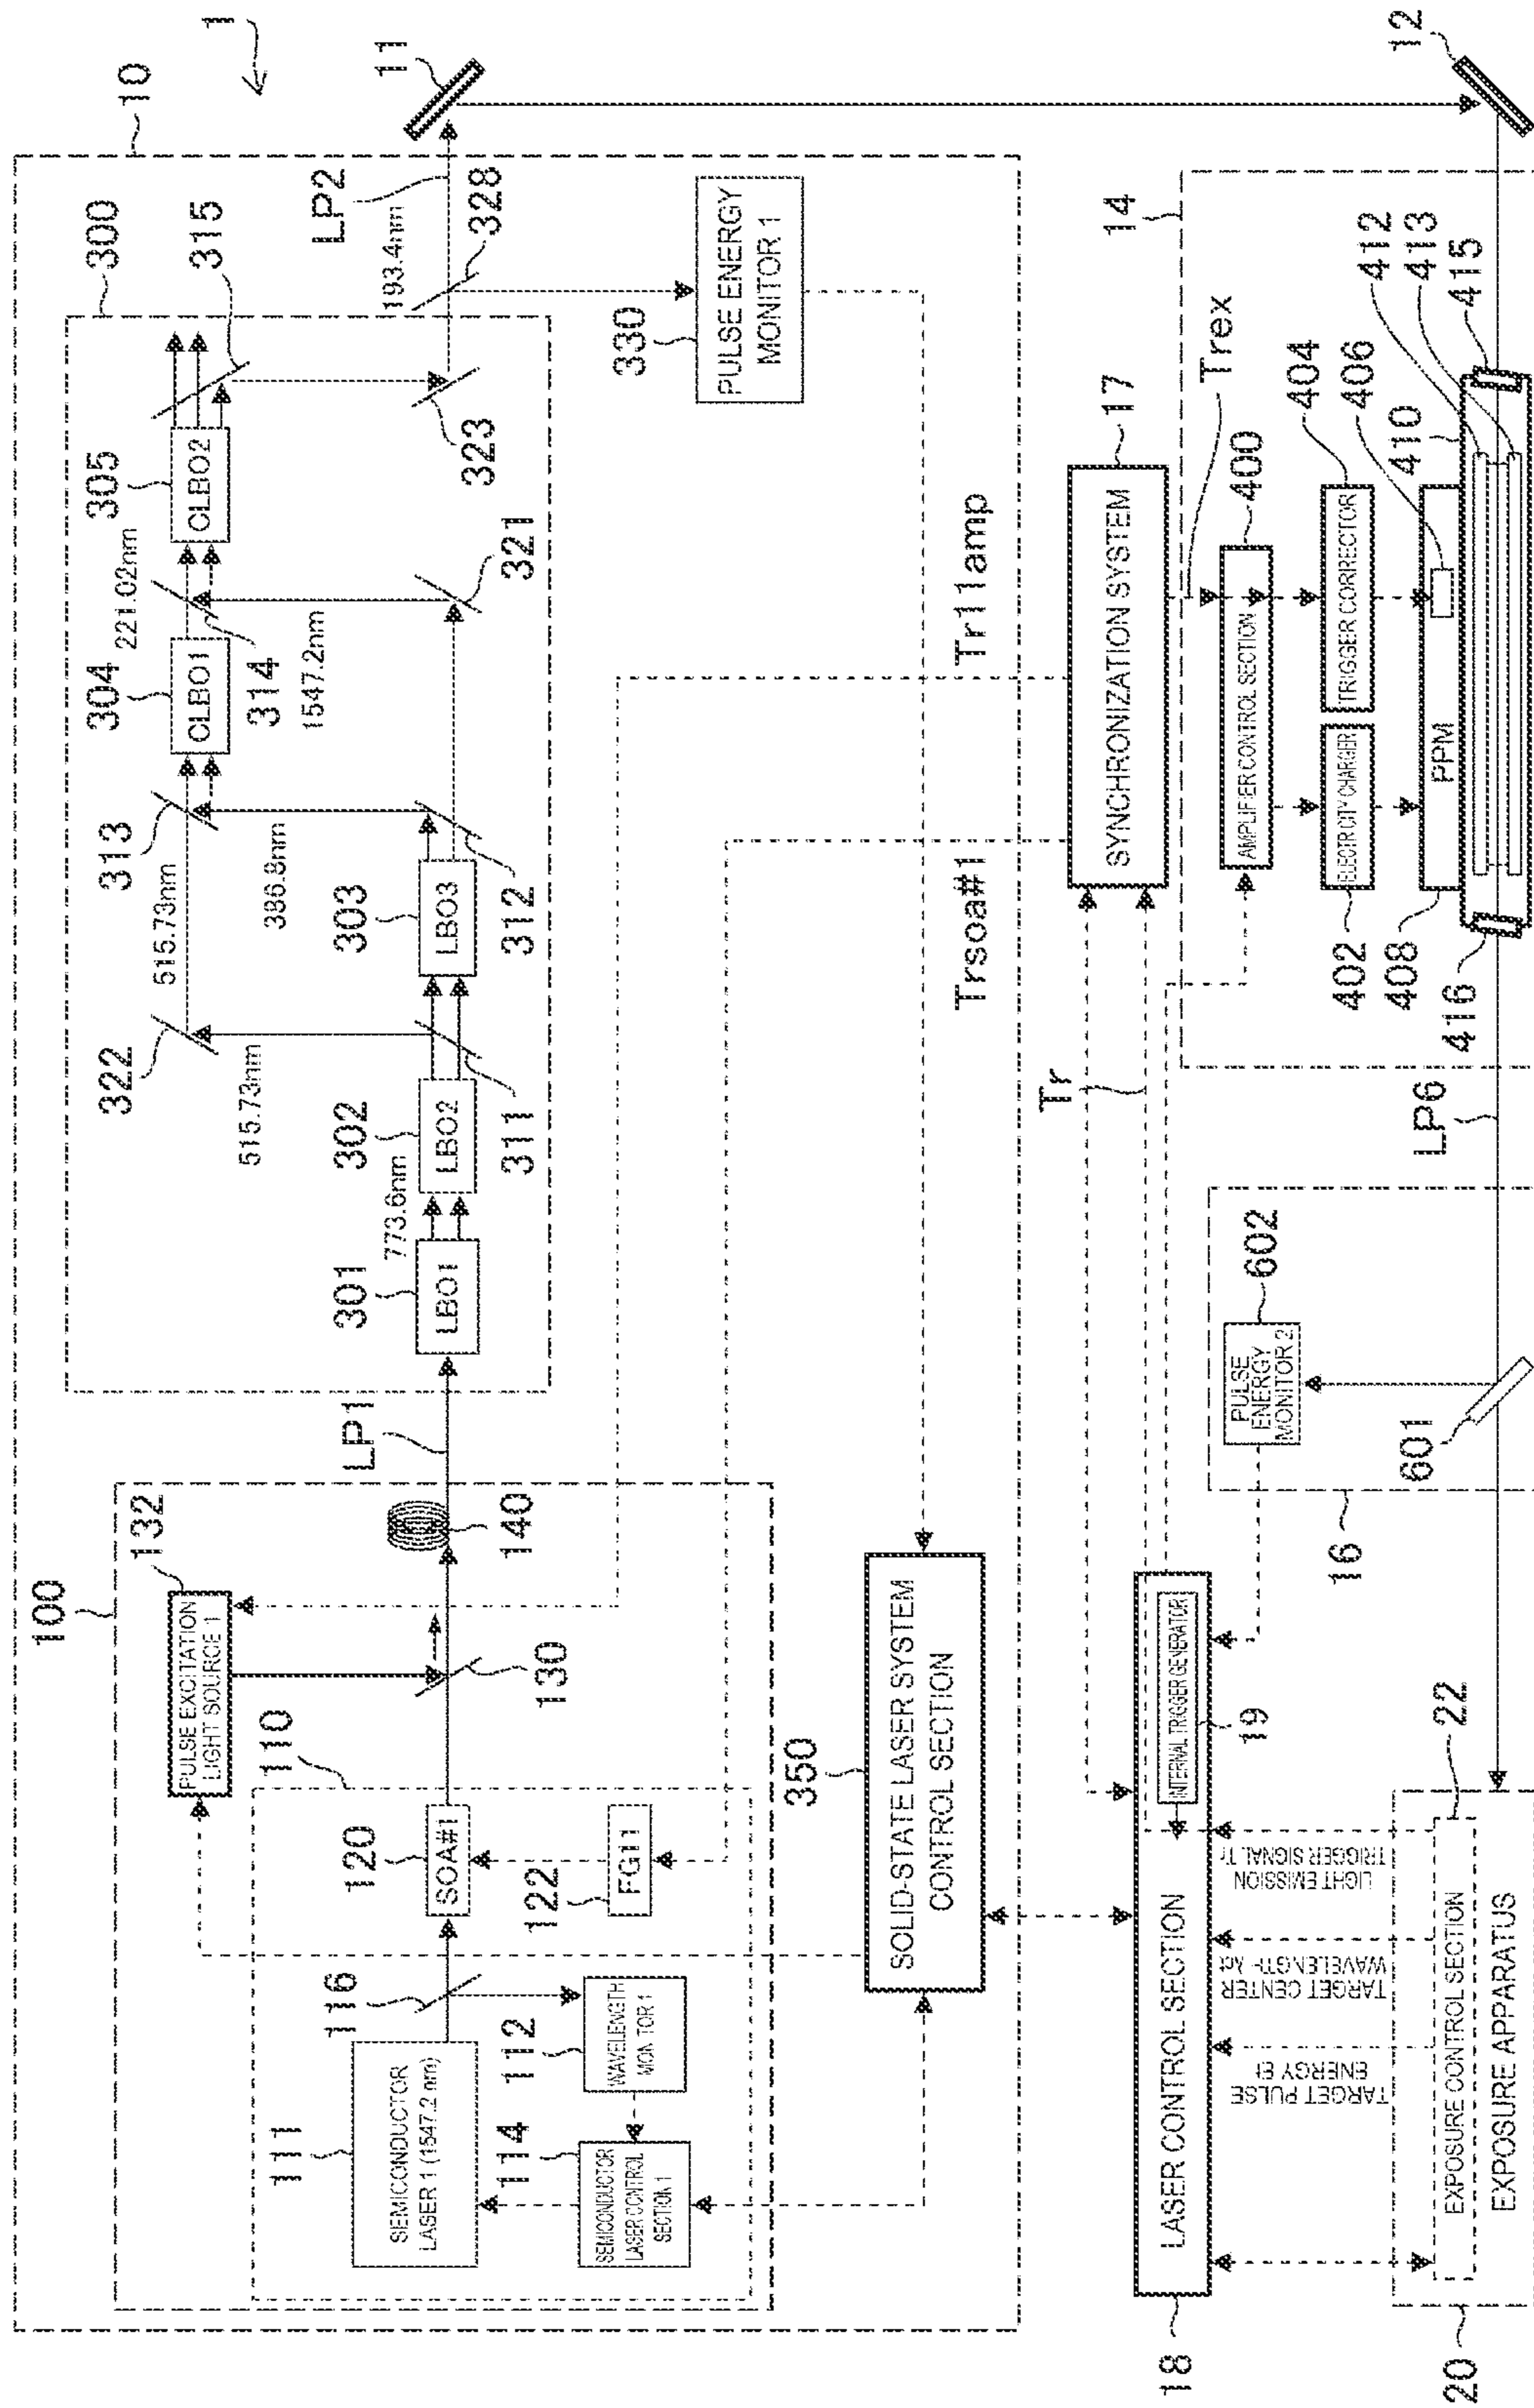 1
10
11
12
LP2
193.4nm
328
300
315
323
330
PULSE ENERGY
MONITOR 1
305
CLBO2
221.02nm
321
304
CLBO1
314
1547.2nm
313
515.73nm
386.8nm
303
LBO3
312
322
515.73nm
302
LBO2
311
773.6nm
301
LBO1
LP1
100
132
PULSE EXCITATION
LIGHT SOURCE 1
140
130
110
120
SOA#1
122
FG11
116
111
SEMICONDUCTOR
LASER 1 (1547.2 nm)
112
WAVELENGTH
MONITOR 1
114
SEMICONDUCTOR
LASER CONTROL
SECTION 1
350
SOLID-STATE LASER SYSTEM
CONTROL SECTION
Tr11amp
Trsoa#1
17
SYNCHRONIZATION SYSTEM
Trex
14
400
AMPLIFIER CONTROL SECTION
404
TRIGGER CORRECTOR
406
402
ELECTRICITY CHARGER
408
PPM
410
412
413
415
416
Tr
LP6
602
PULSE
ENERGY
MONITOR 2
601
16
18
LASER CONTROL SECTION
INTERNAL TRIGGER GENERATOR
19
LIGHT EMISSION
TRIGGER SIGNAL Tr
TARGET CENTER
WAVELENGTH λct
TARGET PULSE
ENERGY Et
22
EXPOSURE CONTROL SECTION
EXPOSURE APPARATUS
20